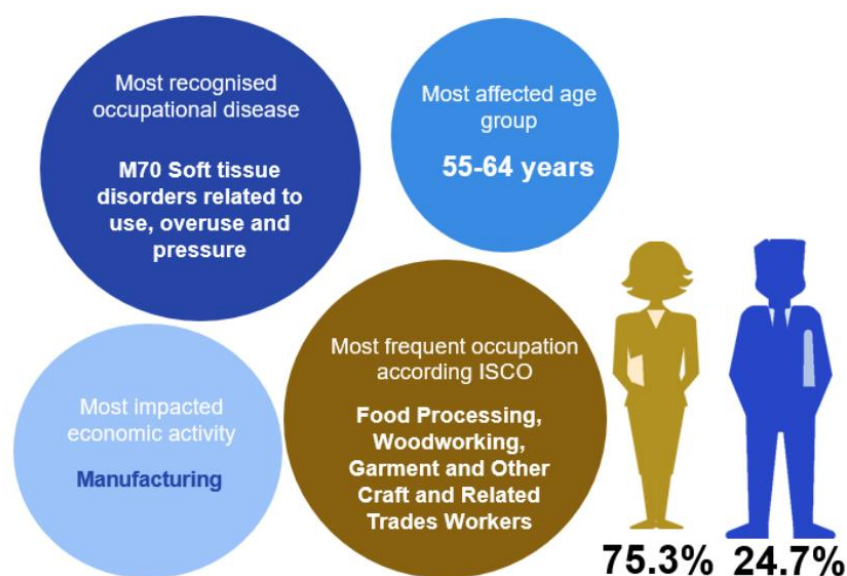 Most recognised
occupational disease
M70 Soft tissue
disorders related to
use, overuse and
pressure
Most affected age
group
55-64 years
Most impacted
economic activity
Manufacturing
Most frequent occupation
according ISCO
Food Processing,
Woodworking,
Garment and Other
Craft and Related
Trades Workers
75.3% 24.7%